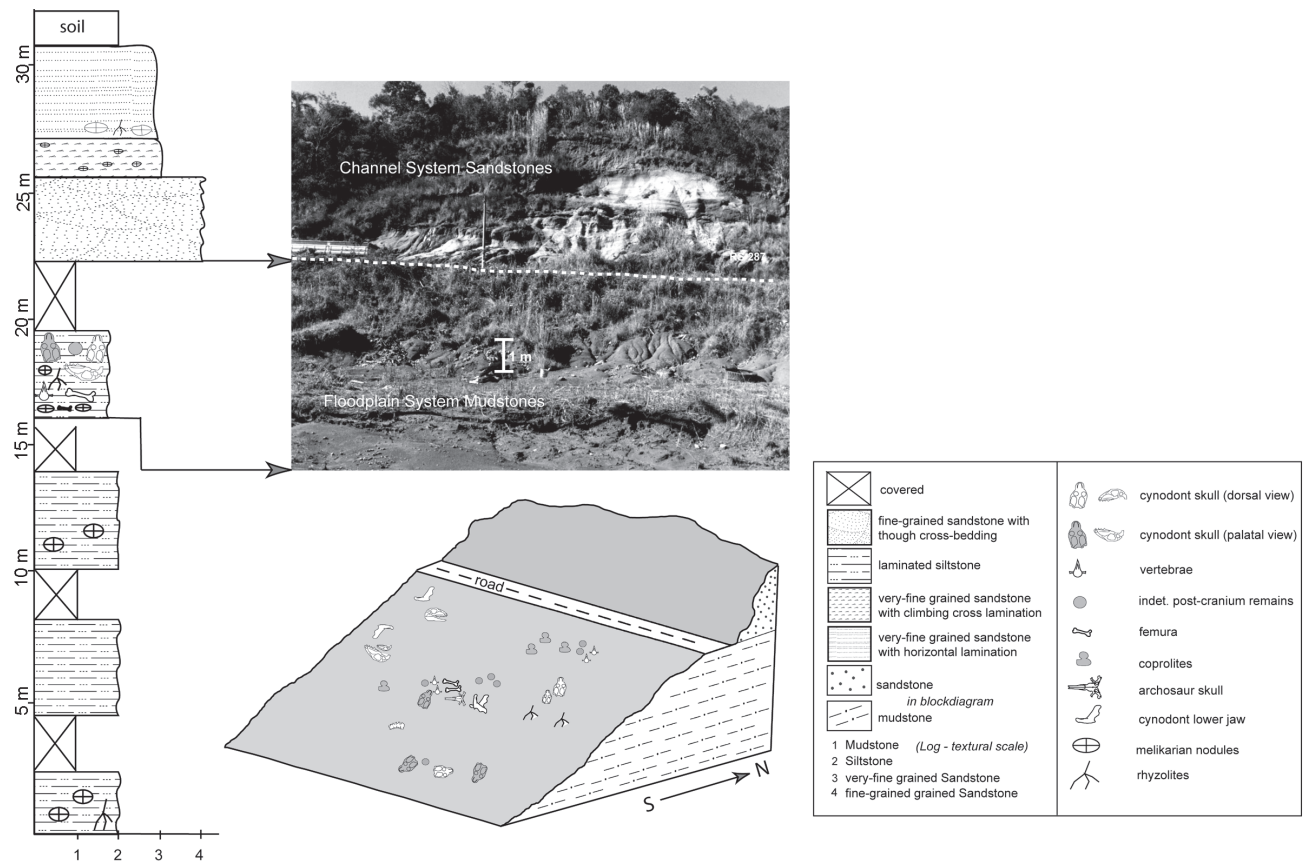 soil
30 m
25 m
20 m
15 m
10 m
5 m
1 2 3 4
Channel System Sandstones
RS 287
1 m
Floodplain System Mudstones
road
S
N
covered
fine-grained sandstone with
though cross-bedding
laminated siltstone
very-fine grained sandstone
with climbing cross lamination
very-fine grained sandstone
with horizontal lamination
sandstone
in blockdiagram
mudstone
1 Mudstone (Log - textural scale)
2 Siltstone
3 very-fine grained Sandstone
4 fine-grained grained Sandstone
cynodont skull (dorsal view)
cynodont skull (palatal view)
vertebrae
indet. post-cranium remains
femura
coprolites
archosaur skull
cynodont lower jaw
melikarian nodules
rhyzolites